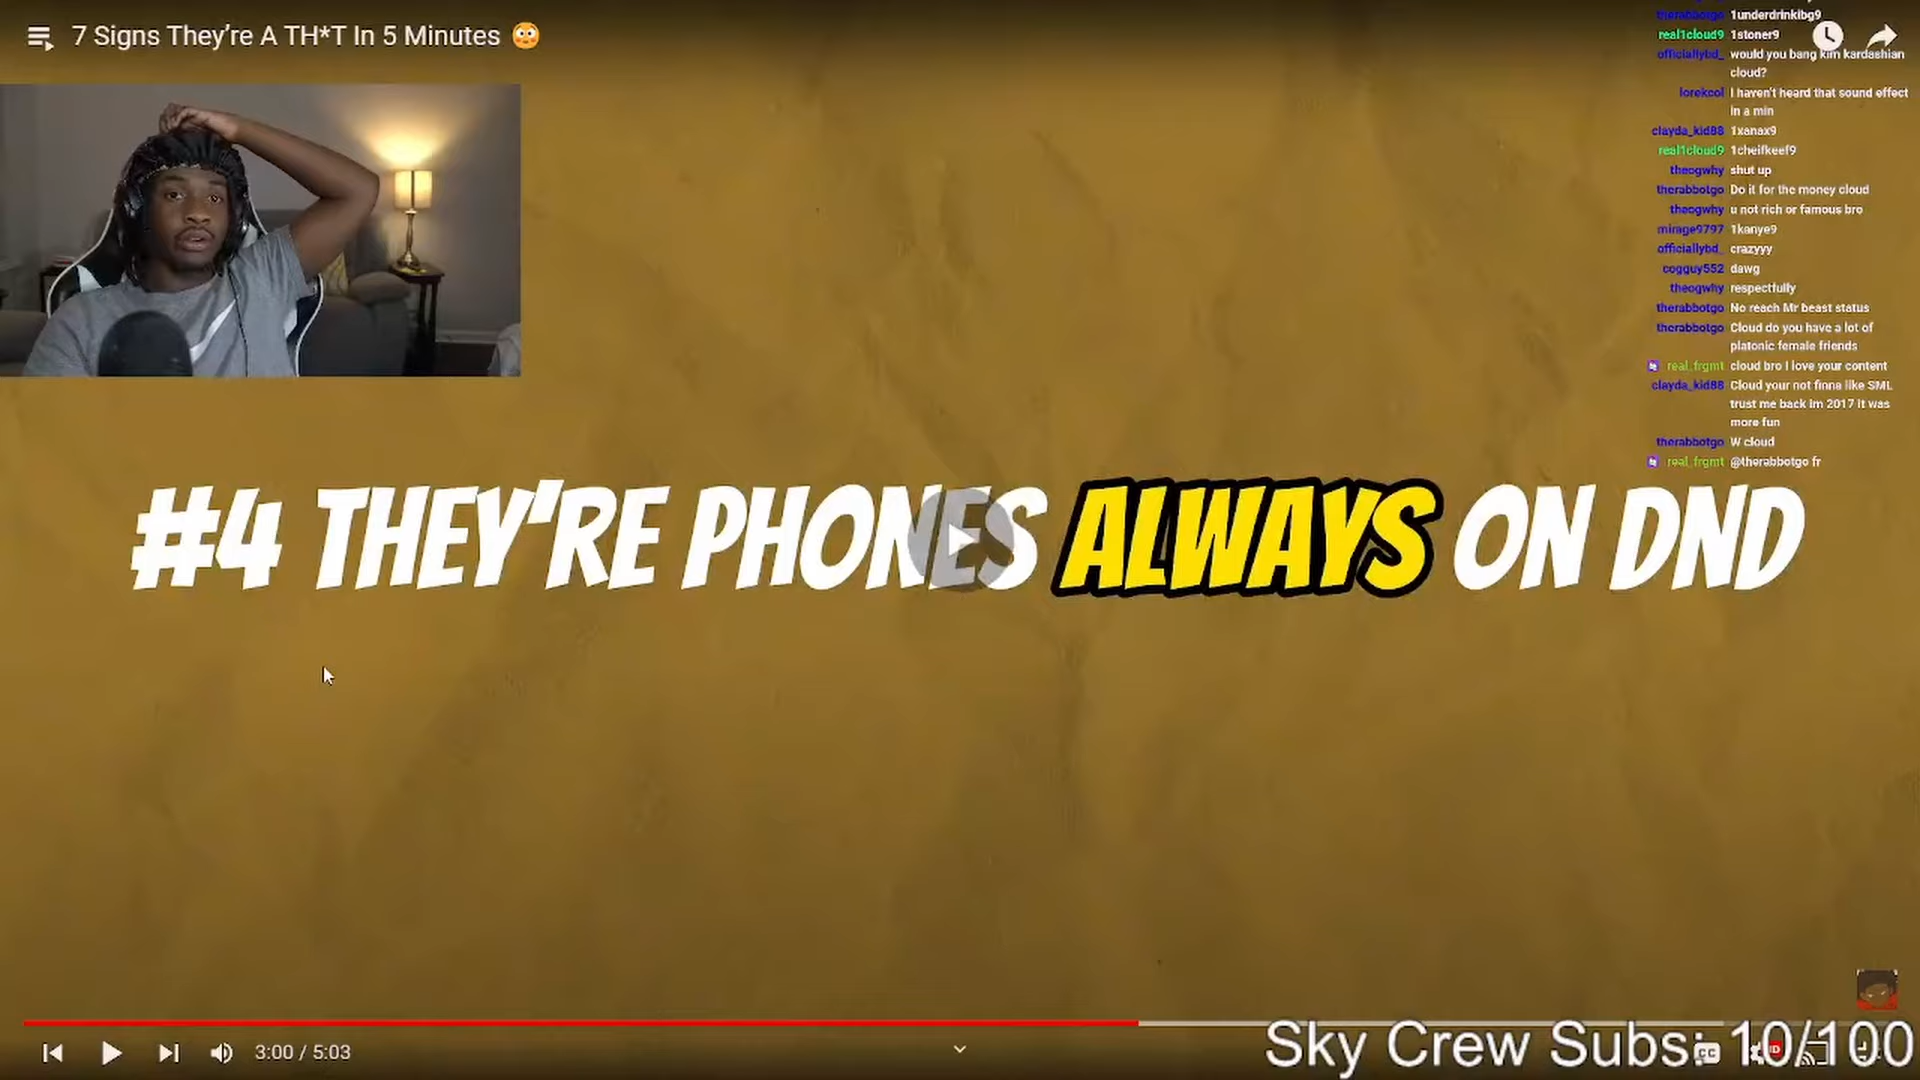 7 Signs They're A TH*T In 5 Minutes 😳
therabbotgo 1underdrinkibg9
real1cloud9 1stoner9
officiallybd_ would you bang kim kardashian
cloud?
lorekcol I haven't heard that sound effect
in a min
clayda_kid88 1xanax9
real1cloud9 1cheifkeef9
theogwhy shut up
therabbotgo Do it for the money cloud
theogwhy u not rich or famous bro
mirage9797 1kanye9
officiallybd_ crazyyy
cogguy552 dawg
theogwhy respectfully
therabbotgo No reach Mr beast status
therabbotgo Cloud do you have a lot of
platonic female friends
real_frgmt cloud bro I love your content
clayda_kid88 Cloud your not finna like SML
trust me back im 2017 it was
more fun
therabbotgo W cloud
real_frgmt @therabbotgo fr
#4 THEY'RE PHONES ALWAYS ON DND
3:00 / 5:03
Sky Crew Subs: 10/100
CC
HD